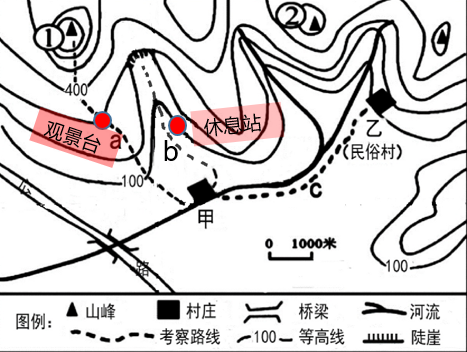 ① ②
400
观景台
a
休息站
b
乙
(民俗村)
100
甲
c
公
路
0 1000米
100
图例: 山峰 村庄 桥梁 河流
考察路线 —100— 等高线 陡崖